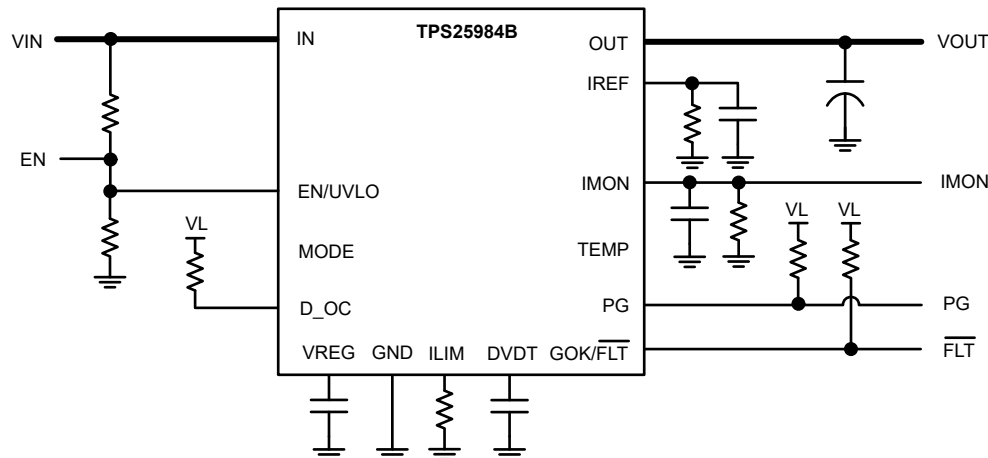 TPS25984B
VIN
IN
OUT
VOUT
IREF
EN
EN/UVLO
IMON
IMON
VL
VL
VL
MODE
TEMP
D_OC
PG
PG
VREG
GND
ILIM
DVDT
GOK/FLT
FLT